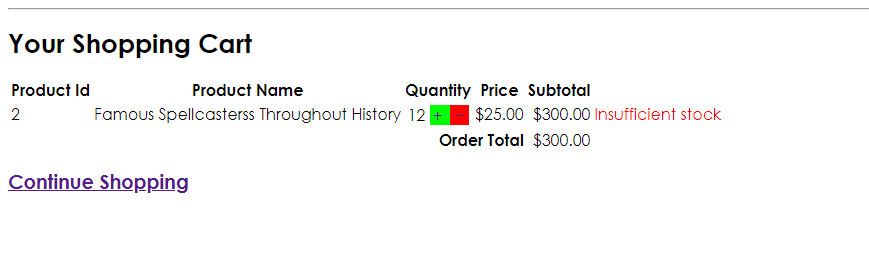 Your Shopping Cart
Product Id Product Name Quantity Price Subtotal
2 Famous Spellcasterss Throughout History 12 + - $25.00 $300.00 Insufficient stock
Order Total $300.00
Continue Shopping